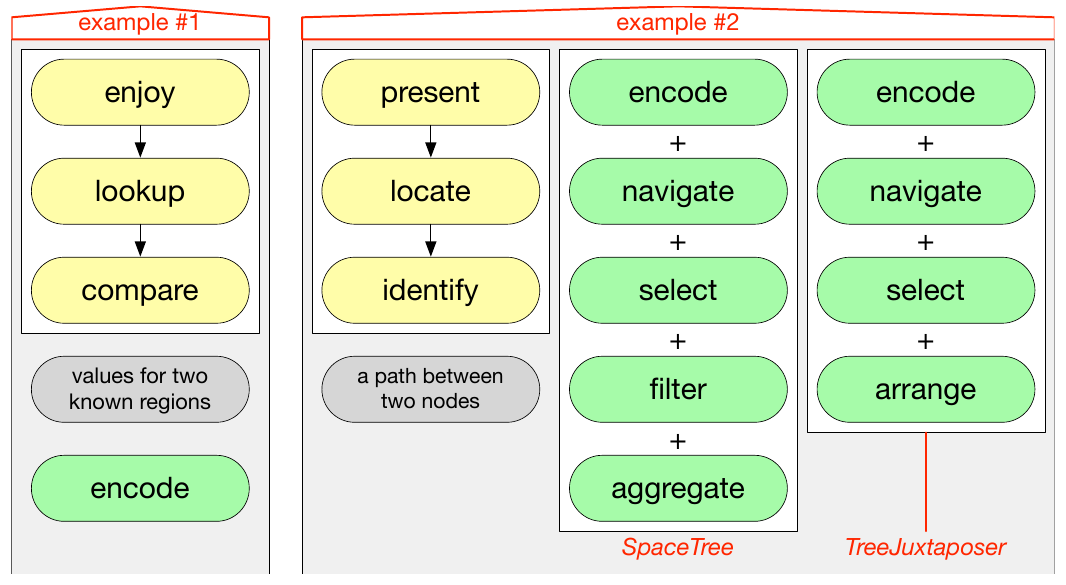 example #1
enjoy
lookup
compare
values for two
known regions
encode
example #2
present
locate
identify
a path between
two nodes
encode
+
navigate
+
select
+
filter
+
aggregate
SpaceTree
encode
+
navigate
+
select
+
arrange
TreeJuxtaposer